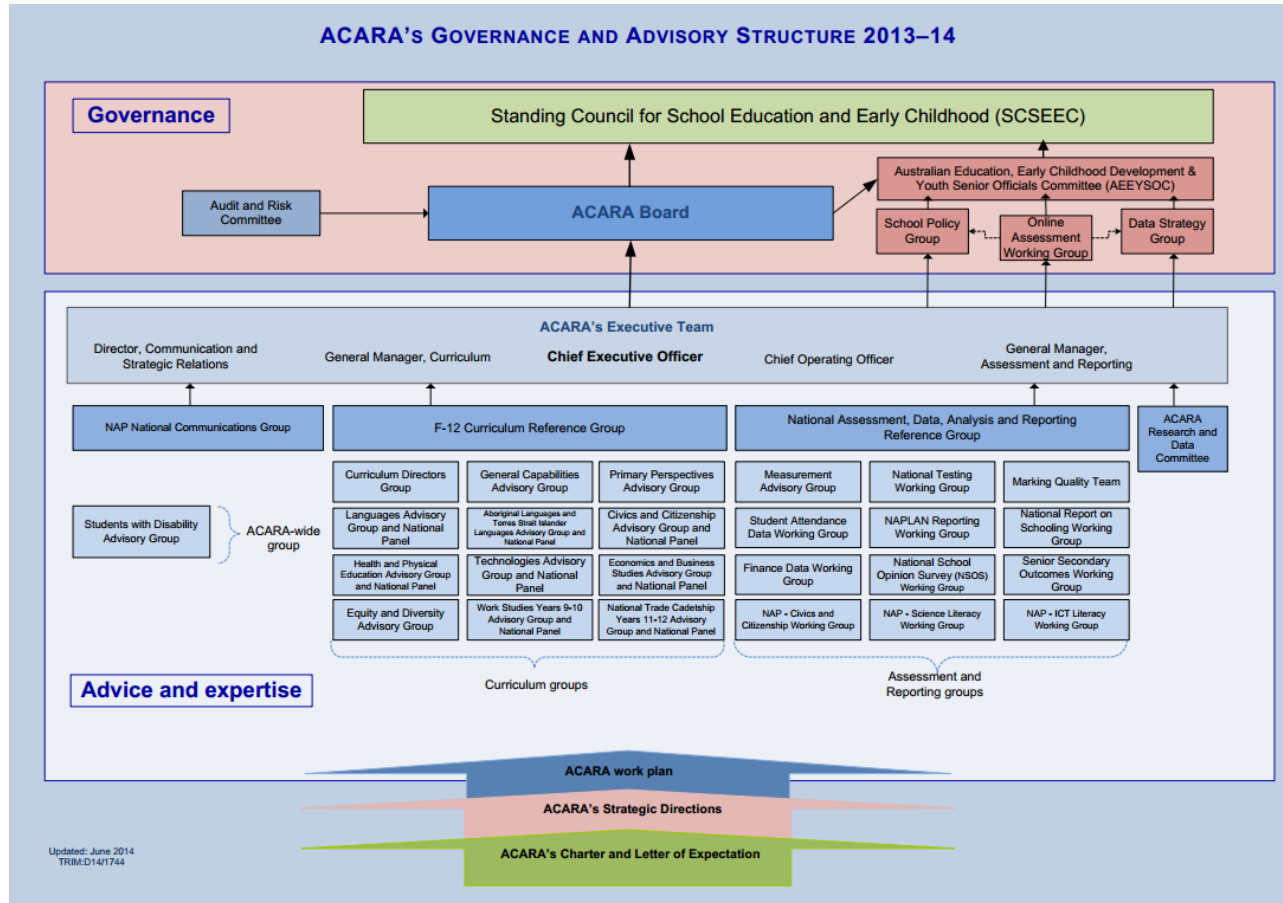 ACARA'S GOVERNANCE AND ADVISORY STRUCTURE 2013–14
Governance
Standing Council for School Education and Early Childhood (SCSEEC)
Australian Education, Early Childhood Development &
Youth Senior Officials Committee (AEEYSOC)
Audit and Risk
Committee
ACARA Board
School Policy
Group
Online
Assessment
Working Group
Data Strategy
Group
ACARA's Executive Team
Director, Communication and
Strategic Relations
General Manager, Curriculum
Chief Executive Officer
Chief Operating Officer
General Manager,
Assessment and Reporting
NAP National Communications Group
F-12 Curriculum Reference Group
National Assessment, Data, Analysis and Reporting
Reference Group
ACARA
Research and
Data
Committee
Curriculum Directors
Group
General Capabilities
Advisory Group
Primary Perspectives
Advisory Group
Measurement
Advisory Group
National Testing
Working Group
Marking Quality Team
Students with Disability
Advisory Group
ACARA-wide
group
Languages Advisory
Group and National
Panel
Aboriginal Languages and
Torres Strait Islander
Languages Advisory Group and
National Panel
Civics and Citizenship
Advisory Group and
National Panel
Student Attendance
Data Working Group
NAPLAN Reporting
Working Group
National Report on
Schooling Working
Group
Health and Physical
Education Advisory Group
and National Panel
Technologies Advisory
Group and National
Panel
Economics and Business
Studies Advisory Group
and National Panel
Finance Data Working
Group
National School
Opinion Survey (NSOS)
Working Group
Senior Secondary
Outcomes Working
Group
Equity and Diversity
Advisory Group
Work Studies Years 9-10
Advisory Group and
National Panel
National Trade Cadetship
Years 11-12 Advisory
Group and National Panel
NAP - Civics and
Citizenship Working Group
NAP - Science Literacy
Working Group
NAP - ICT Literacy
Working Group
Curriculum groups
Assessment and
Reporting groups
Advice and expertise
ACARA work plan
ACARA's Strategic Directions
ACARA's Charter and Letter of Expectation
Updated: June 2014
TRIM:D14/1744